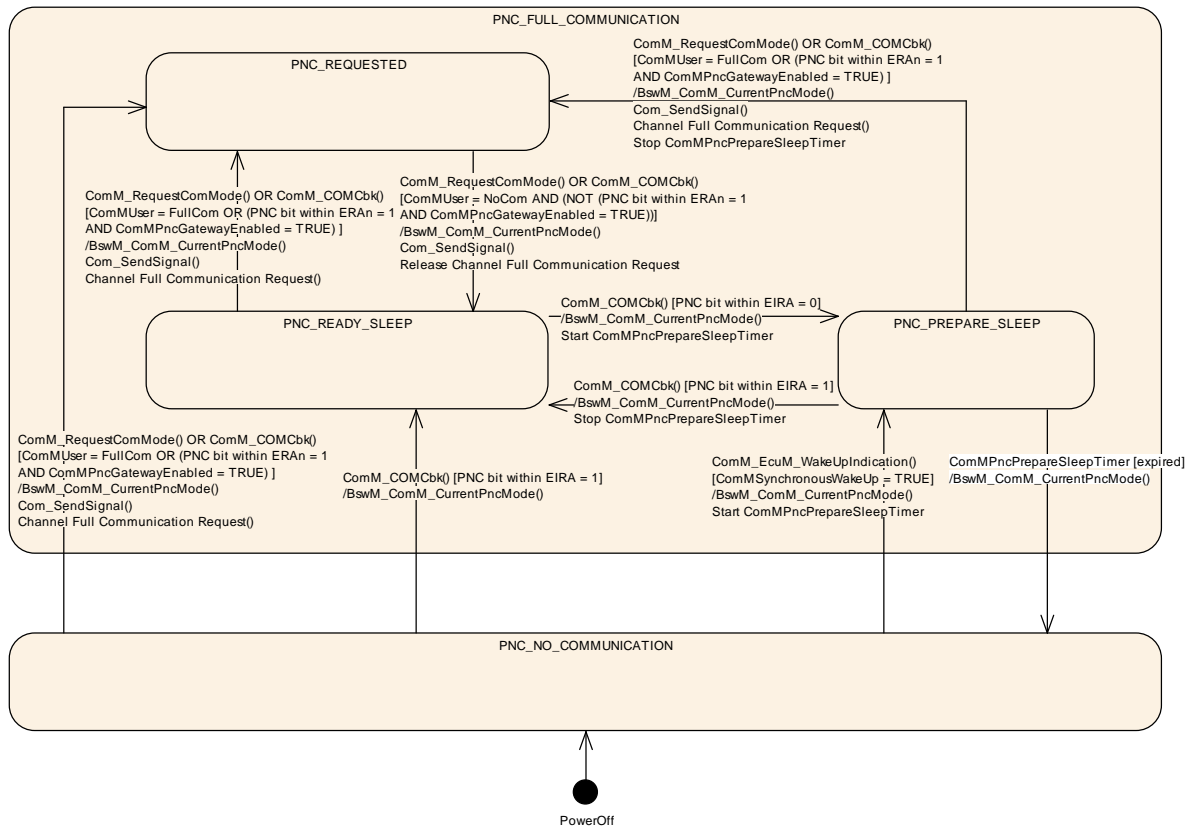 PNC_FULL_COMMUNICATION
PNC_REQUESTED
ComM_RequestComMode() OR ComM_COMCbk()
[ComMUser = FullCom OR (PNC bit within ERAn = 1
AND ComMPncGatewayEnabled = TRUE) ]
/BswM_ComM_CurrentPncMode()
Com_SendSignal()
Channel Full Communication Request()
Stop ComMPncPrepareSleepTimer
ComM_RequestComMode() OR ComM_COMCbk()
[ComMUser = FullCom OR (PNC bit within ERAn = 1
AND ComMPncGatewayEnabled = TRUE) ]
/BswM_ComM_CurrentPncMode()
Com_SendSignal()
Channel Full Communication Request()
ComM_RequestComMode() OR ComM_COMCbk()
[ComMUser = NoCom AND (NOT (PNC bit within ERAn = 1
AND ComMPncGatewayEnabled = TRUE))]
/BswM_ComM_CurrentPncMode()
Com_SendSignal()
Release Channel Full Communication Request
PNC_READY_SLEEP
ComM_COMCbk() [PNC bit within EIRA = 0]
/BswM_ComM_CurrentPncMode()
Start ComMPncPrepareSleepTimer
PNC_PREPARE_SLEEP
ComM_COMCbk() [PNC bit within EIRA = 1]
/BswM_ComM_CurrentPncMode()
Stop ComMPncPrepareSleepTimer
ComM_RequestComMode() OR ComM_COMCbk()
[ComMUser = FullCom OR (PNC bit within ERAn = 1
AND ComMPncGatewayEnabled = TRUE) ]
/BswM_ComM_CurrentPncMode()
Com_SendSignal()
Channel Full Communication Request()
ComM_COMCbk() [PNC bit within EIRA = 1]
/BswM_ComM_CurrentPncMode()
ComM_EcuM_WakeUpIndication()
[ComMSynchronousWakeUp = TRUE]
/BswM_ComM_CurrentPncMode()
Start ComMPncPrepareSleepTimer
ComMPncPrepareSleepTimer [expired]
/BswM_ComM_CurrentPncMode()
PNC_NO_COMMUNICATION
PowerOff